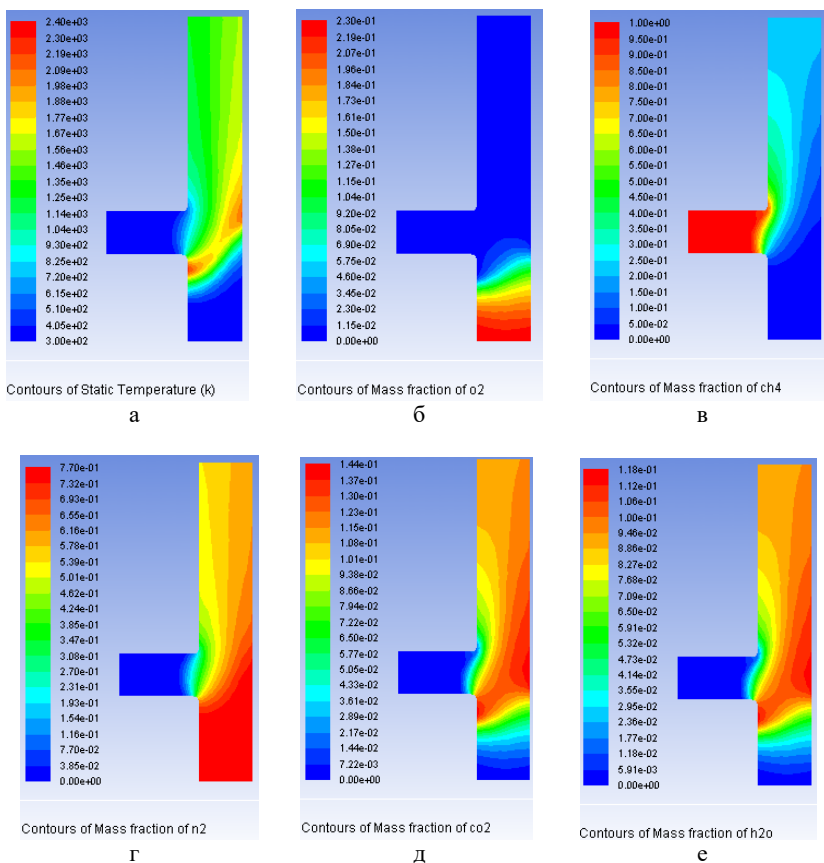 2.40e+03
2.30e+03
2.19e+03
2.09e+03
1.98e+03
1.88e+03
1.77e+03
1.67e+03
1.56e+03
1.46e+03
1.35e+03
1.25e+03
1.14e+03
1.04e+03
9.30e+02
8.25e+02
7.20e+02
6.15e+02
5.10e+02
4.05e+02
3.00e+02
Contours of Static Temperature (k)
а
2.30e-01
2.19e-01
2.07e-01
1.96e-01
1.84e-01
1.73e-01
1.61e-01
1.50e-01
1.38e-01
1.27e-01
1.15e-01
1.04e-01
9.20e-02
8.05e-02
6.90e-02
5.75e-02
4.60e-02
3.45e-02
2.30e-02
1.15e-02
0.00e+00
Contours of Mass fraction of o2
б
1.00e+00
9.50e-01
9.00e-01
8.50e-01
8.00e-01
7.50e-01
7.00e-01
6.50e-01
6.00e-01
5.50e-01
5.00e-01
4.50e-01
4.00e-01
3.50e-01
3.00e-01
2.50e-01
2.00e-01
1.50e-01
1.00e-01
5.00e-02
0.00e+00
Contours of Mass fraction of ch4
в
7.70e-01
7.32e-01
6.93e-01
6.55e-01
6.16e-01
5.78e-01
5.39e-01
5.01e-01
4.62e-01
4.24e-01
3.85e-01
3.47e-01
3.08e-01
2.70e-01
2.31e-01
1.93e-01
1.54e-01
1.16e-01
7.70e-02
3.85e-02
0.00e+00
Contours of Mass fraction of n2
г
1.44e-01
1.37e-01
1.30e-01
1.23e-01
1.15e-01
1.08e-01
1.01e-01
9.38e-02
8.66e-02
7.94e-02
7.22e-02
6.50e-02
5.77e-02
5.05e-02
4.33e-02
3.61e-02
2.89e-02
2.17e-02
1.44e-02
7.22e-03
0.00e+00
Contours of Mass fraction of co2
д
1.18e-01
1.12e-01
1.06e-01
1.00e-01
9.46e-02
8.86e-02
8.27e-02
7.68e-02
7.09e-02
6.50e-02
5.91e-02
5.32e-02
4.73e-02
4.14e-02
3.55e-02
2.95e-02
2.36e-02
1.77e-02
1.18e-02
5.91e-03
0.00e+00
Contours of Mass fraction of h2o
е